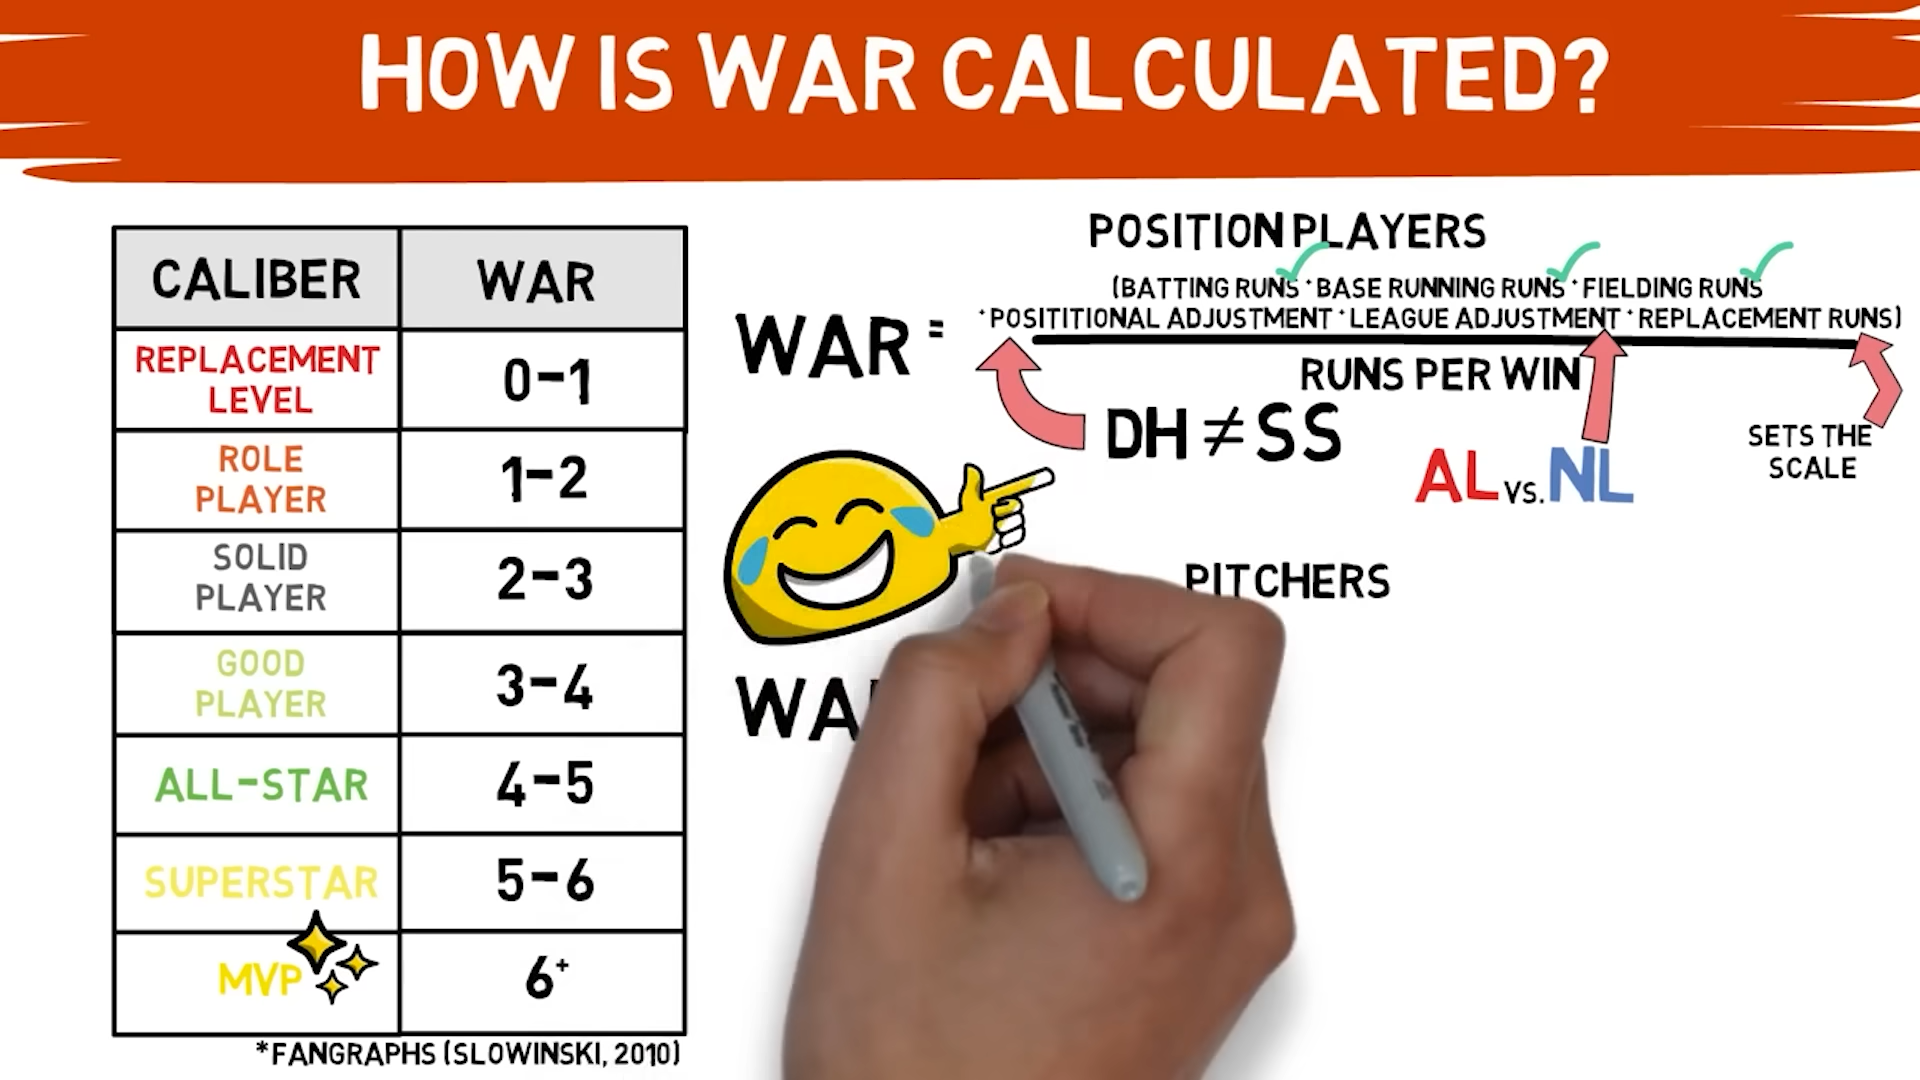 HOW IS WAR CALCULATED?
CALIBER WAR
REPLACEMENT LEVEL 0-1
ROLE PLAYER 1-2
SOLID PLAYER 2-3
GOOD PLAYER 3-4
ALL-STAR 4-5
SUPERSTAR 5-6
MVP 6+
*FANGRAPHS (SLOWINSKI, 2010)
POSITION PLAYERS
(BATTING RUNS + BASE RUNNING RUNS + FIELDING RUNS
+ POSITITIONAL ADJUSTMENT + LEAGUE ADJUSTMENT + REPLACEMENT RUNS)
WAR =
RUNS PER WIN
DH ≠ SS
AL VS. NL
SETS THE
SCALE
PITCHERS